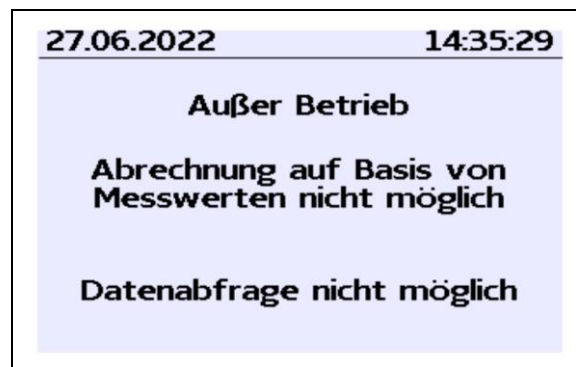 27.06.2022 14:35:29
Außer Betrieb
Abrechnung auf Basis von
Messwerten nicht möglich
Datenabfrage nicht möglich